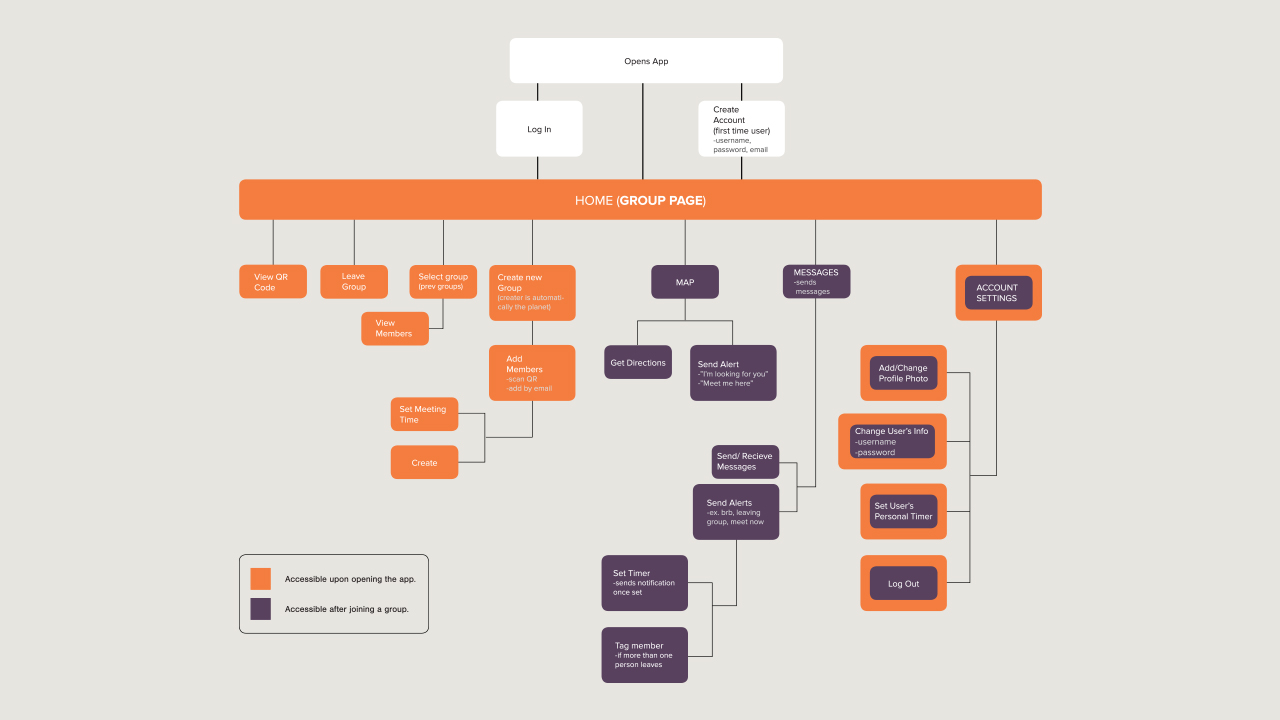 Opens App
Log In
Create
Account
(first time user)
-username,
password, email
HOME (GROUP PAGE)
View QR
Code
Leave
Group
Select group
(prev groups)
View
Members
Create new
Group
(creater is automati-
cally the planet)
Add
Members
-scan QR
-add by email
Set Meeting
Time
Create
MAP
Get Directions
Send Alert
-"I'm looking for you"
-"Meet me here"
MESSAGES
-sends
messages
Send/ Recieve
Messages
Send Alerts
-ex. brb, leaving
group, meet now
Set Timer
-sends notification
once set
Tag member
-if more than one
person leaves
ACCOUNT
SETTINGS
Add/Change
Profile Photo
Change User's Info
-username
-password
Set User's
Personal Timer
Log Out
Accessible upon opening the app.
Accessible after joining a group.